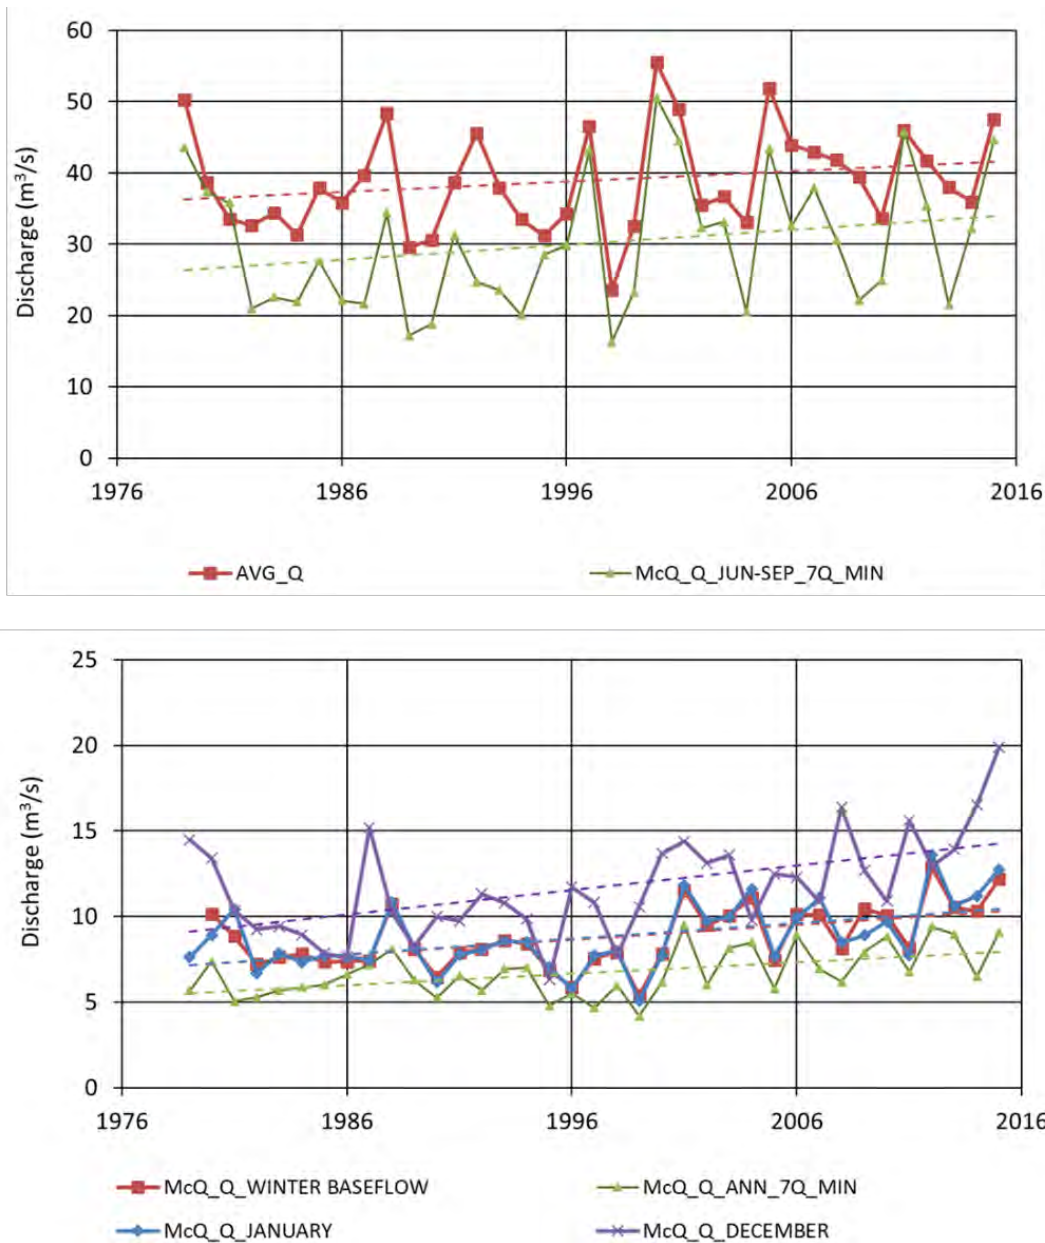 60
50
40
30
20
10
0
Discharge (m³/s)
1976 1986 1996 2006 2016
AVG_Q McQ_Q_JUN-SEP_7Q_MIN
25
20
15
10
5
0
Discharge (m³/s)
1976 1986 1996 2006 2016
McQ_Q_WINTER BASEFLOW McQ_Q_ANN_7Q_MIN
McQ_Q_JANUARY McQ_Q_DECEMBER